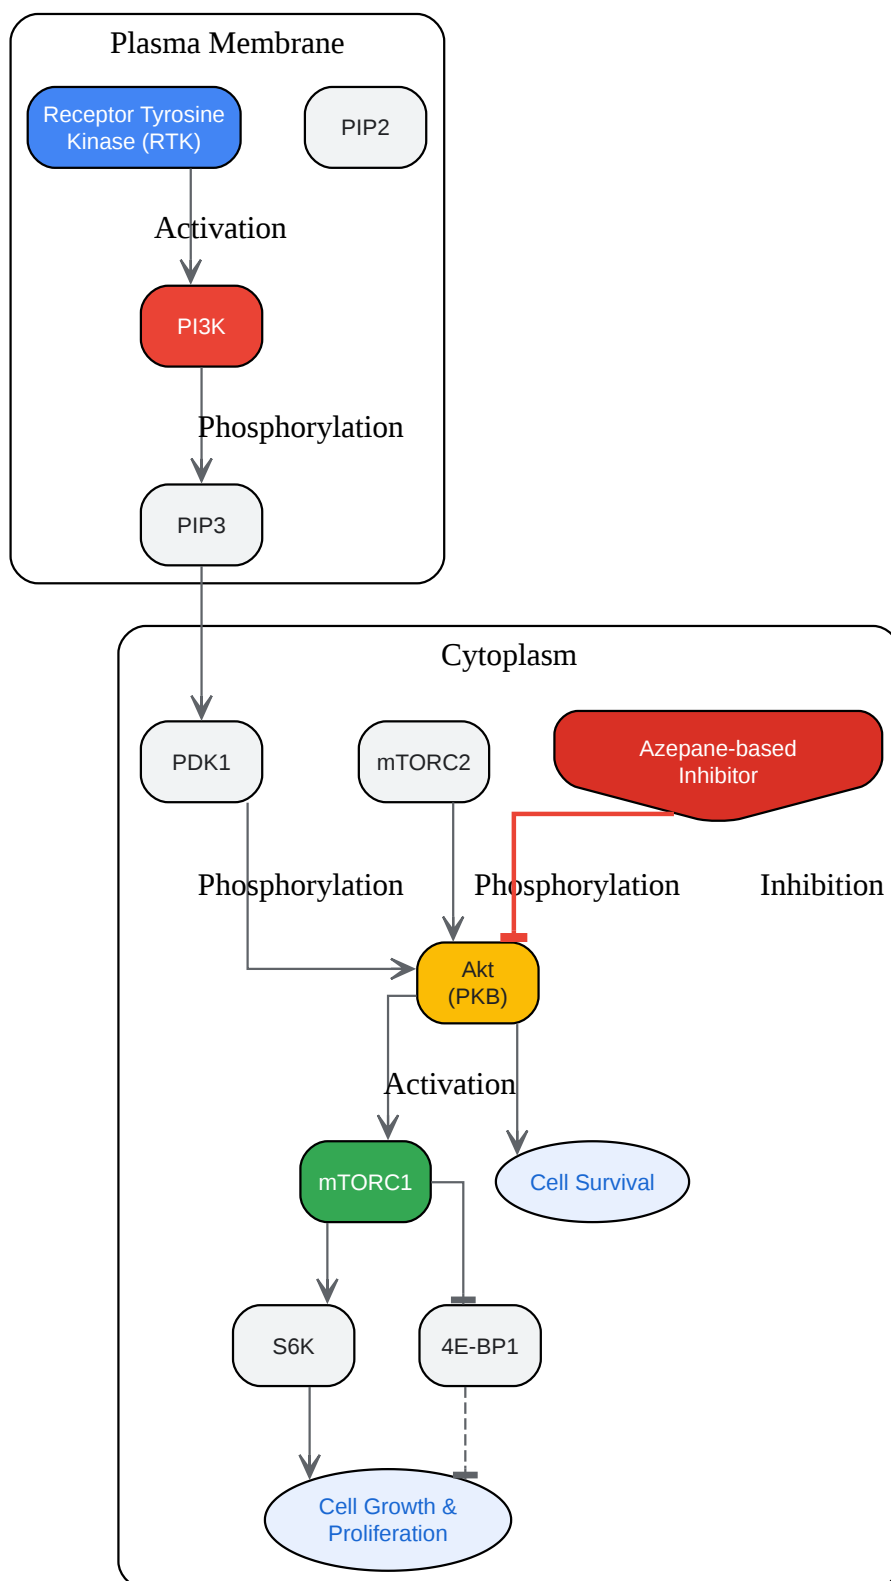 Plasma Membrane
Receptor Tyrosine
Kinase (RTK)
PIP2
Activation
PI3K
Phosphorylation
PIP3
Cytoplasm
PDK1
mTORC2
Azepane-based
Inhibitor
Phosphorylation
Phosphorylation
Inhibition
Akt
(PKB)
Activation
mTORC1
Cell Survival
S6K
4E-BP1
Cell Growth &
Proliferation